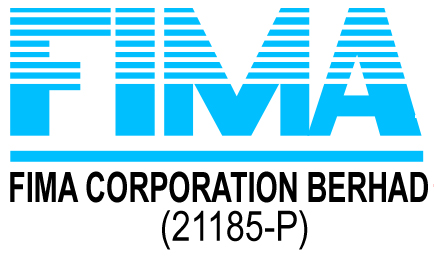 FIMA
FIMA CORPORATION BERHAD
(21185-P)